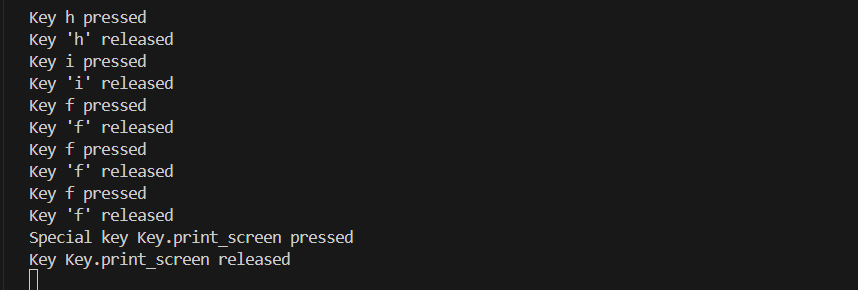 Key h pressed
Key 'h' released
Key i pressed
Key 'i' released
Key f pressed
Key 'f' released
Key f pressed
Key 'f' released
Key f pressed
Key 'f' released
Special key Key.print_screen pressed
Key Key.print_screen released